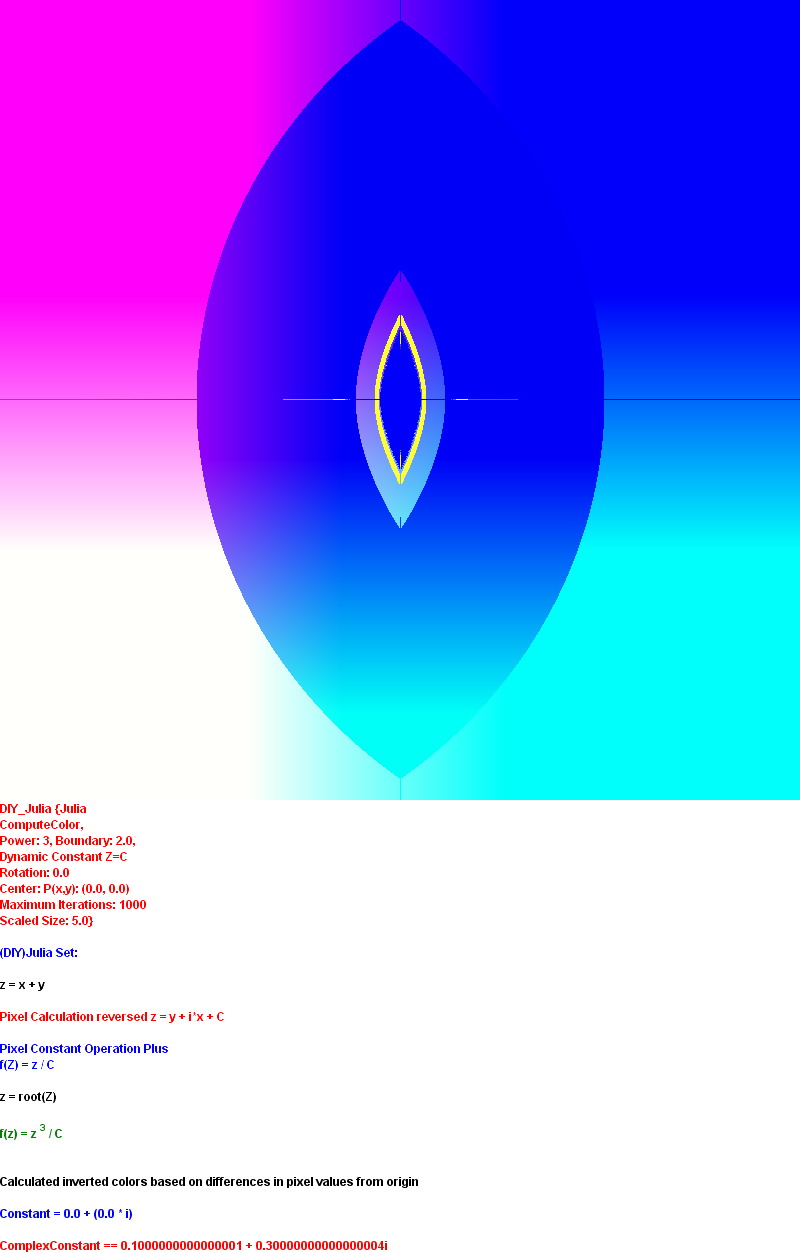 DIY_Julia {Julia
ComputeColor,
Power: 3, Boundary: 2.0,
Dynamic Constant Z=C
Rotation: 0.0
Center: P(x,y): (0.0, 0.0)
Maximum Iterations: 1000
Scaled Size: 5.0}
(DIY)Julia Set:
z = x + y
Pixel Calculation reversed z = y + i*x + C
Pixel Constant Operation Plus
f(Z) = z / C
z = root(Z)
f(z) = z ³ / C
Calculated inverted colors based on differences in pixel values from origin
Constant = 0.0 + (0.0 * i)
ComplexConstant == 0.1000000000000001 + 0.30000000000000004i